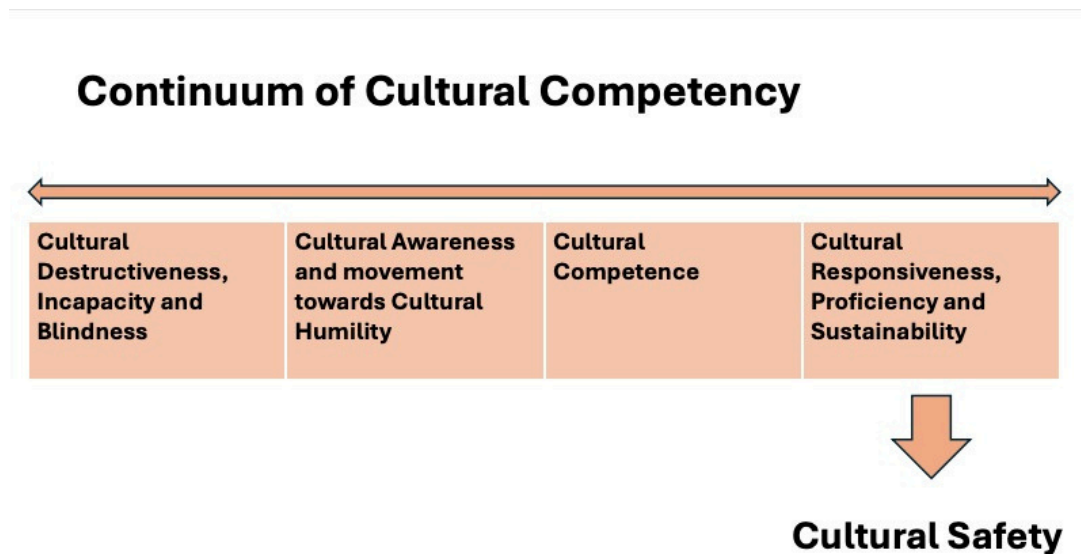 Continuum of Cultural Competency
Cultural
Destructiveness,
Incapacity and
Blindness
Cultural Awareness
and movement
towards Cultural
Humility
Cultural
Competence
Cultural
Responsiveness,
Proficiency and
Sustainability
Cultural Safety